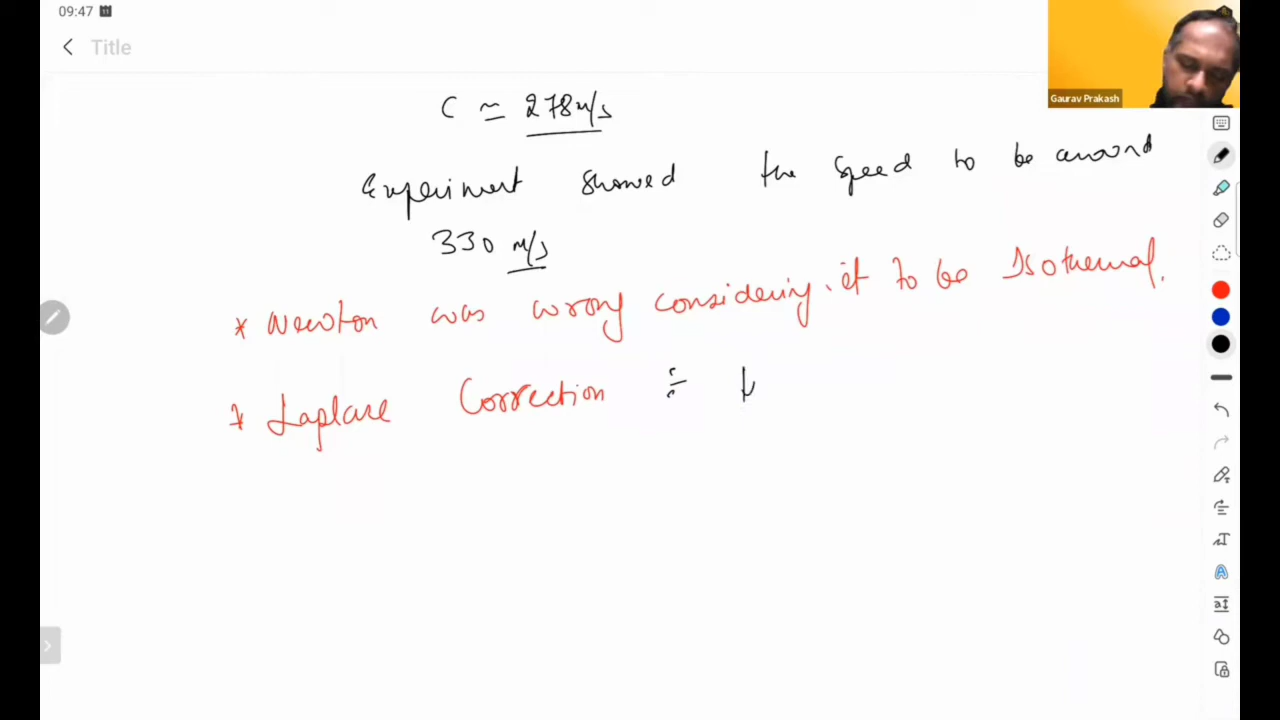 09:47
Title
Gaurav Prakash
C ≃ 278 m/s
Experiment showed the speed to be around
330 m/s
* Newton was wrong considering it to be Isothermal.
* Laplace Correction ÷